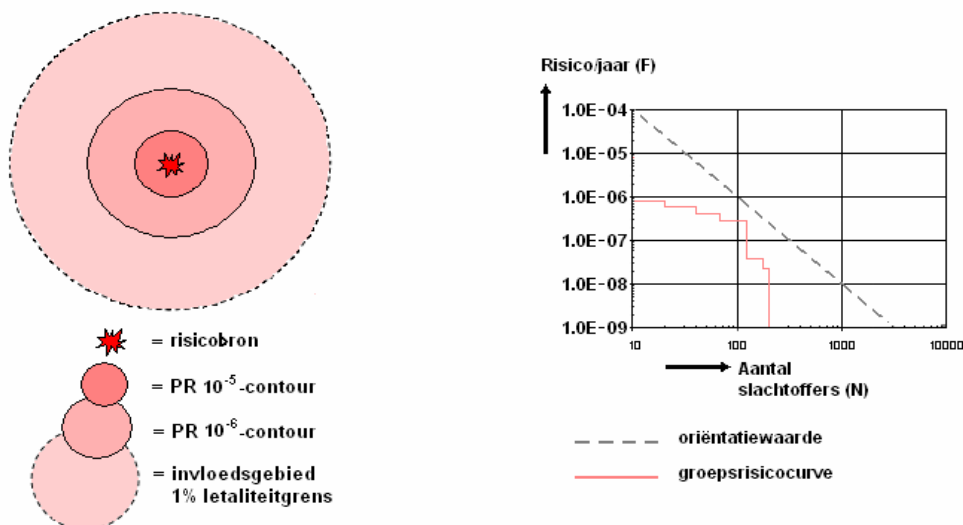 Risico/jaar (F)
1.0E-04
1.0E-05
1.0E-06
1.0E-07
1.0E-08
1.0E-09
10 100 1000 10000
Aantal
slachtoffers (N)
oriëntatiewaarde
groepsrisicocurve
= risicobron
= PR 10⁻⁵-contour
= PR 10⁻⁶-contour
= invloedsgebied
1% letaliteitgrens